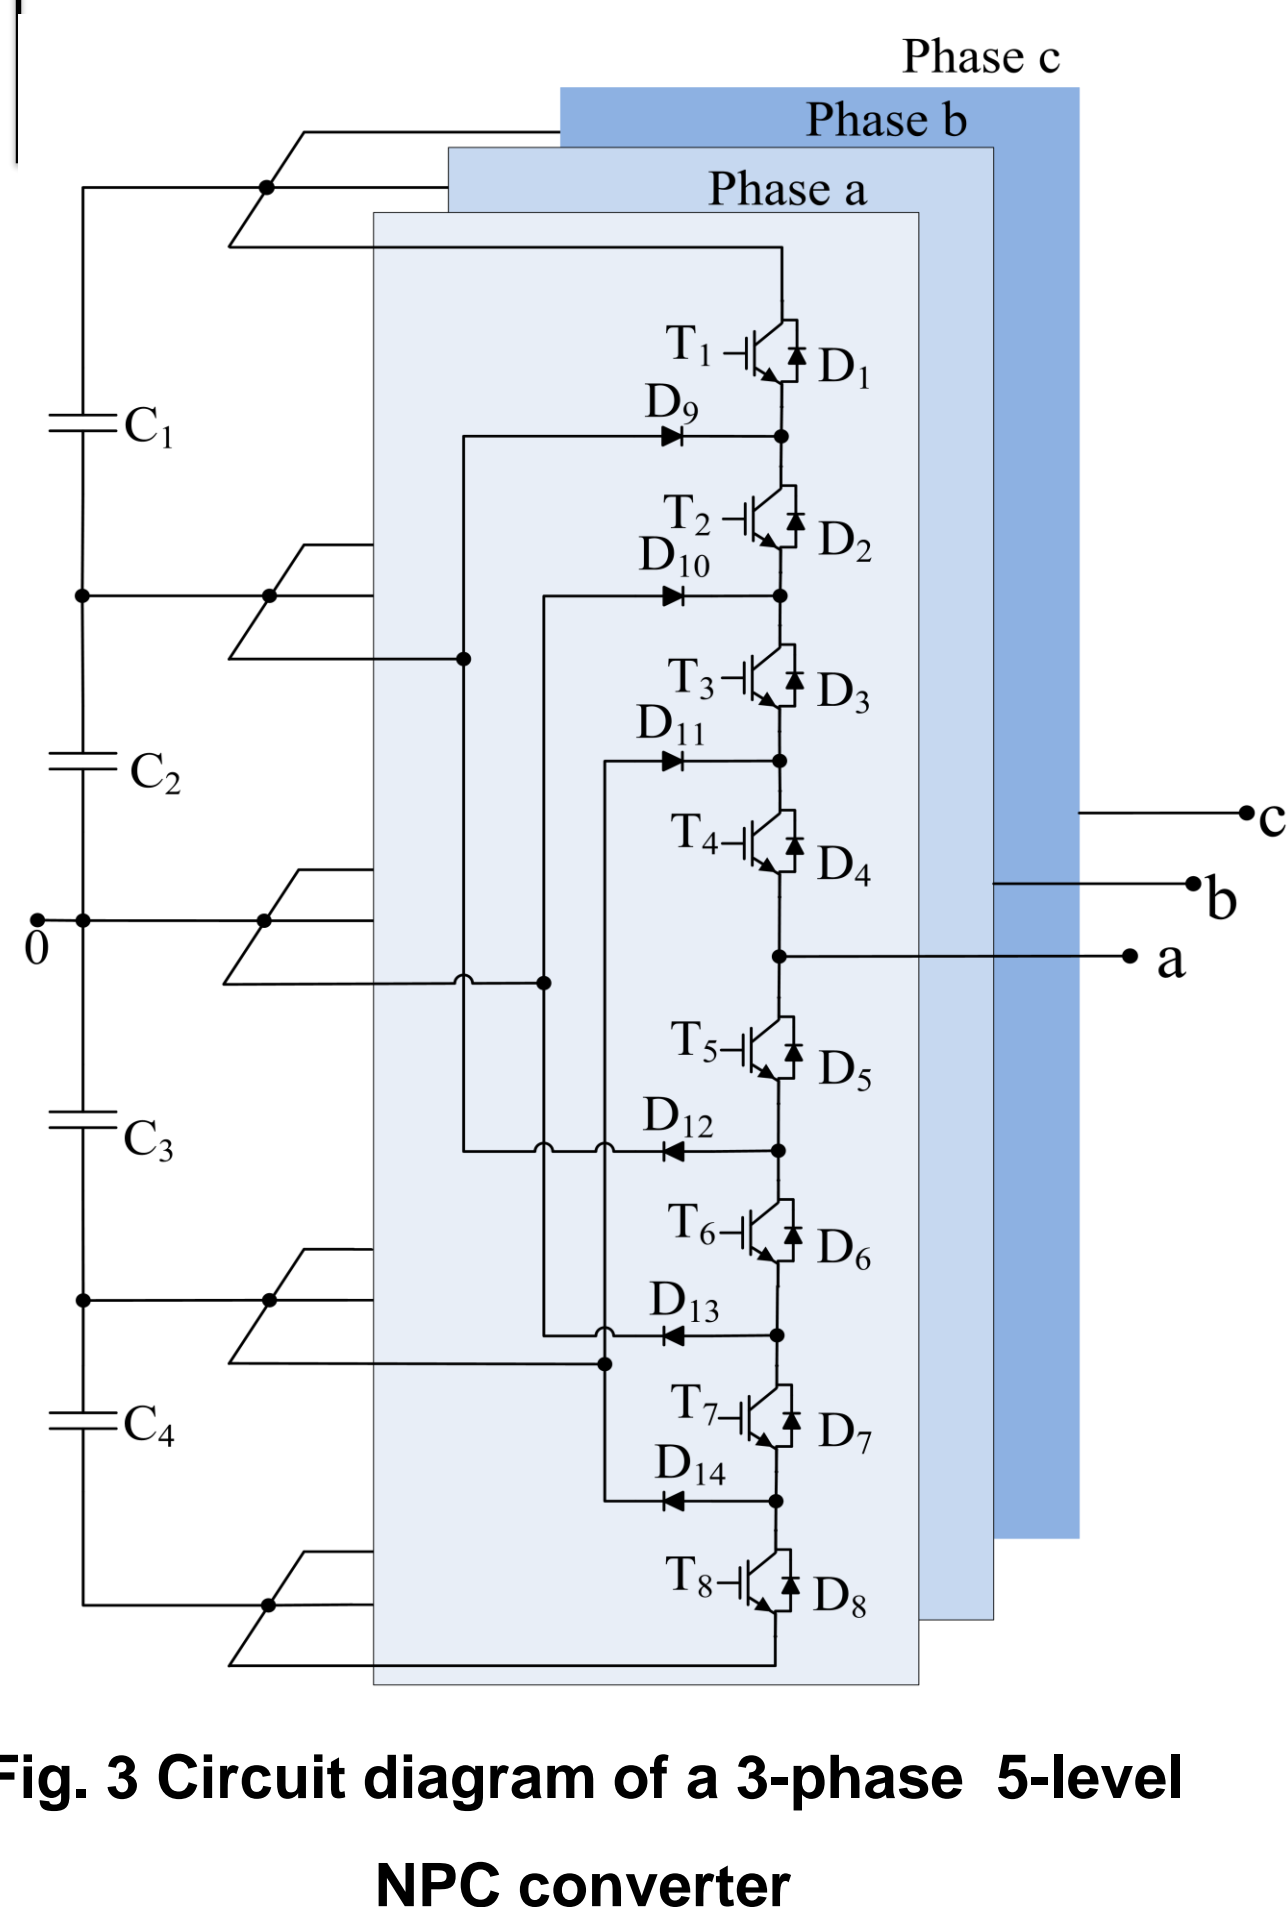 Phase c
Phase b
Phase a
T1
D1
D9
C1
T2
D2
D10
T3
D3
D11
C2
T4
D4
c
b
0
a
T5
D5
D12
C3
T6
D6
D13
T7
D7
C4
D14
T8
D8
Fig. 3 Circuit diagram of a 3-phase 5-level
NPC converter